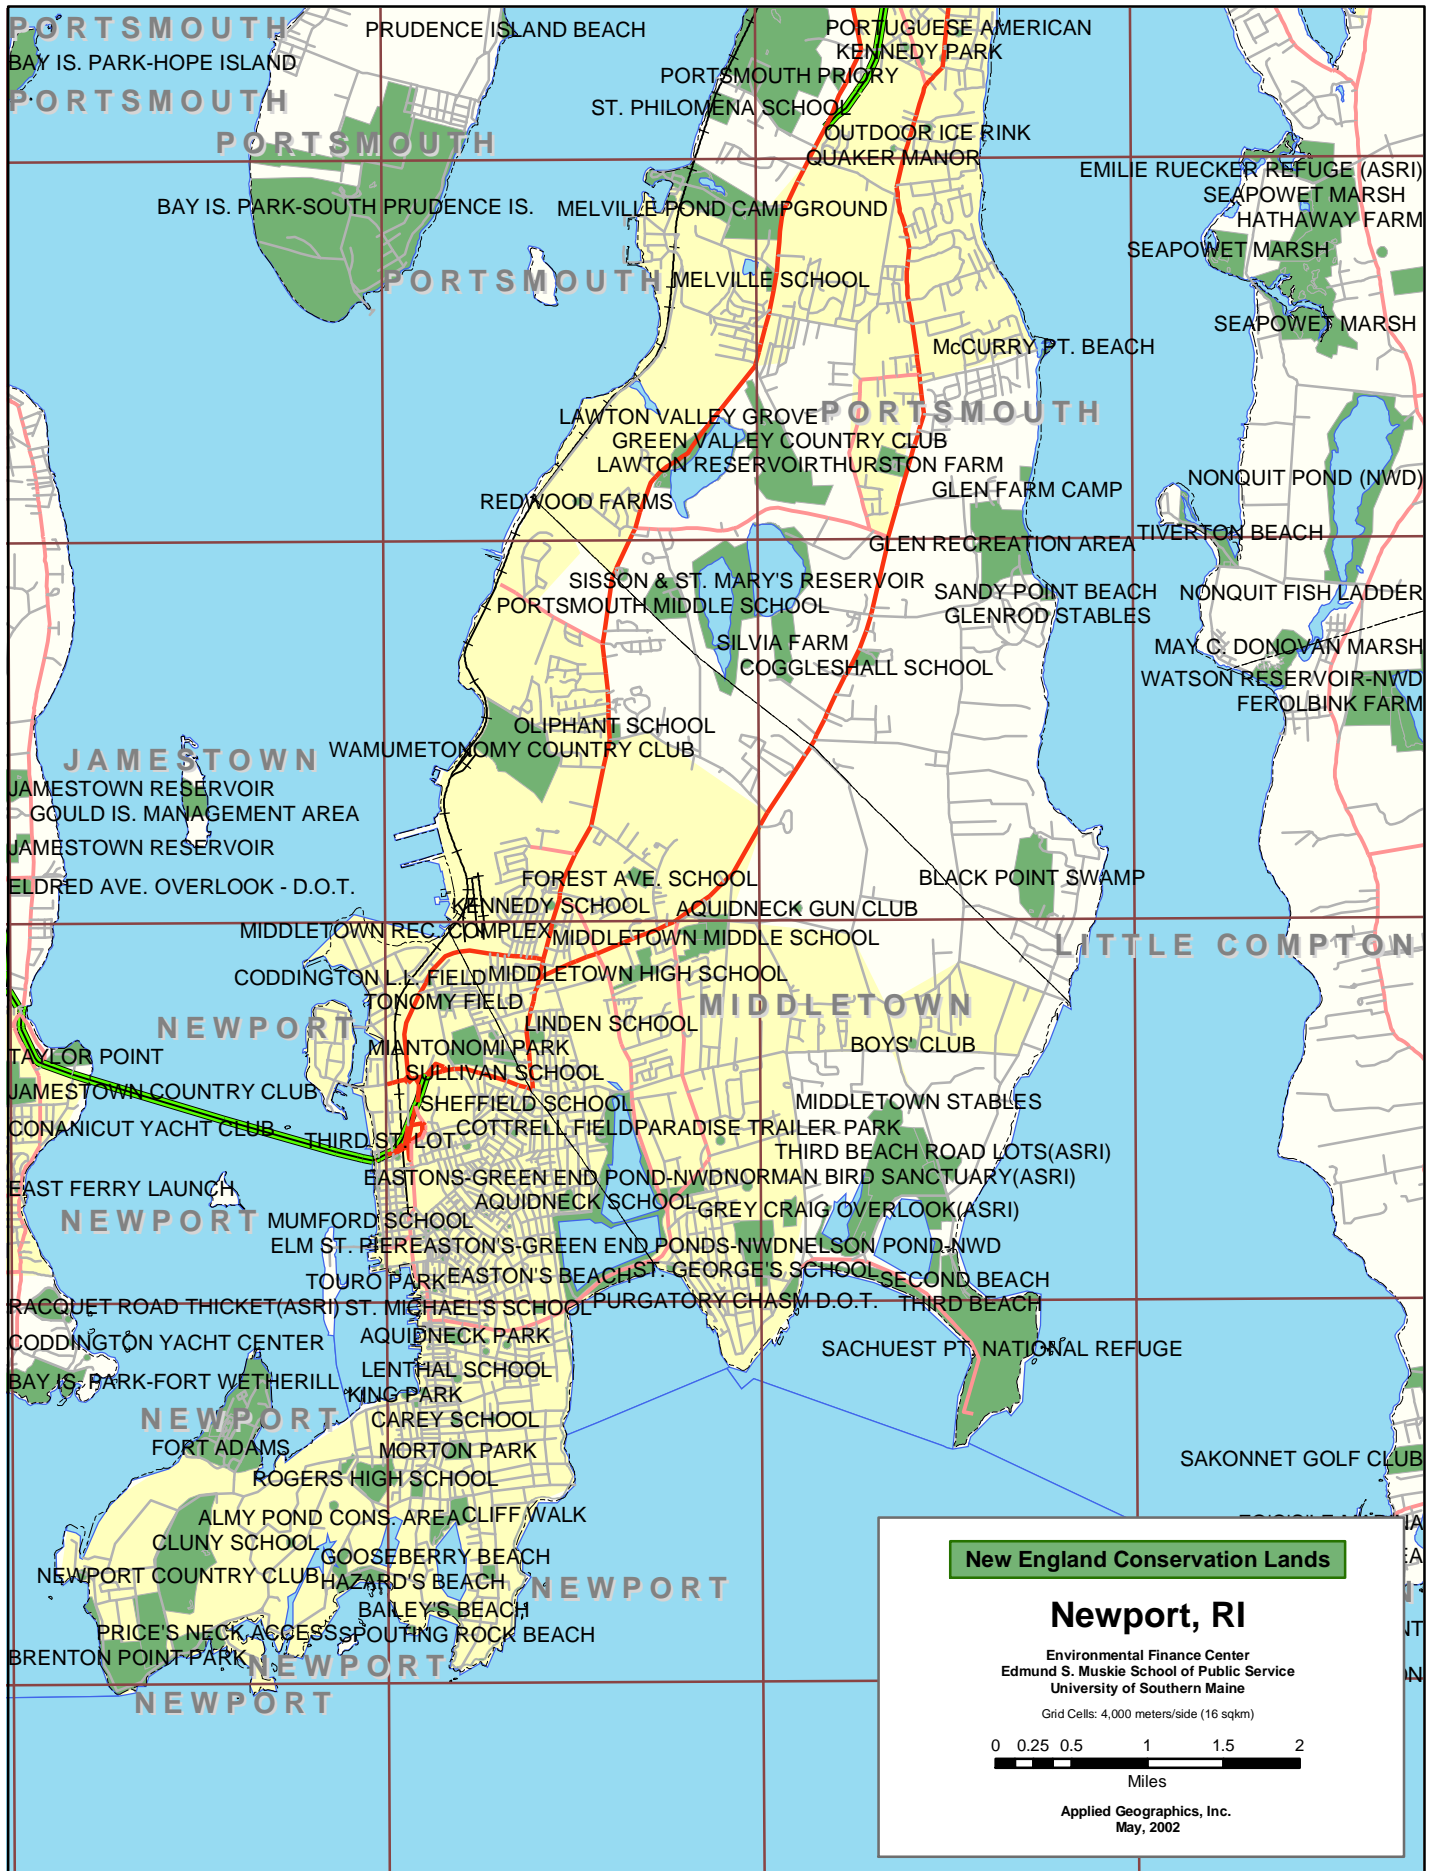 PORTSMOUTH
PRUDENCE ISLAND BEACH
PORTUGUESE AMERICAN
KENNEDY PARK
BAY IS. PARK-HOPE ISLAND
PORTSMOUTH PRIORY
PORTSMOUTH
ST. PHILOMENA SCHOOL
OUTDOOR ICE RINK
PORTSMOUTH
QUAKER MANOR
EMILIE RUECKER REFUGE (ASRI)
SEAPOWET MARSH
BAY IS. PARK-SOUTH PRUDENCE IS.
MELVILLE POND CAMPGROUND
HATHAWAY FARM
SEAPOWET MARSH
PORTSMOUTH
MELVILLE SCHOOL
SEAPOWET MARSH
McCURRY PT. BEACH
LAWTON VALLEY GROVE
PORTSMOUTH
GREEN VALLEY COUNTRY CLUB
LAWTON RESERVOIR
THURSTON FARM
NONQUIT POND (NWD)
GLEN FARM CAMP
REDWOOD FARMS
TIVERTON BEACH
GLEN RECREATION AREA
SISSON & ST. MARY'S RESERVOIR
SANDY POINT BEACH
NONQUIT FISH LADDER
PORTSMOUTH MIDDLE SCHOOL
GLENROD STABLES
SILVIA FARM
MAY C. DONOVAN MARSH
COGGLESHALL SCHOOL
WATSON RESERVOIR-NWD
FEROLBINK FARM
OLIPHANT SCHOOL
WAMUMETONOMY COUNTRY CLUB
JAMESTOWN
JAMESTOWN RESERVOIR
GOULD IS. MANAGEMENT AREA
JAMESTOWN RESERVOIR
FOREST AVE. SCHOOL
BLACK POINT SWAMP
ELDRED AVE. OVERLOOK - D.O.T.
KENNEDY SCHOOL
AQUIDNECK GUN CLUB
MIDDLETOWN REC. COMPLEX
MIDDLETOWN MIDDLE SCHOOL
LITTLE COMPTON
CODDINGTON L.L. FIELD
MIDDLETOWN HIGH SCHOOL
TONOMY FIELD
MIDDLETOWN
NEWPORT
LINDEN SCHOOL
MIANTONOMI PARK
BOYS' CLUB
TAYLOR POINT
SULLIVAN SCHOOL
JAMESTOWN COUNTRY CLUB
SHEFFIELD SCHOOL
MIDDLETOWN STABLES
CONANICUT YACHT CLUB
THIRD ST. LOT
COTTRELL FIELD
PARADISE TRAILER PARK
THIRD BEACH ROAD LOTS(ASRI)
EASTONS-GREEN END POND-NWD
NORMAN BIRD SANCTUARY(ASRI)
EAST FERRY LAUNCH
AQUIDNECK SCHOOL
GREY CRAIG OVERLOOK(ASRI)
NEWPORT
MUMFORD SCHOOL
ELM ST. PIER
EASTON'S-GREEN END PONDS-NWD
NELSON POND-NWD
TOURO PARK
EASTON'S BEACH
ST. GEORGE'S SCHOOL
SECOND BEACH
RACQUET ROAD THICKET(ASRI)
ST. MICHAEL'S SCHOOL
PURGATORY CHASM D.O.T.
THIRD BEACH
CODDINGTON YACHT CENTER
AQUIDNECK PARK
SACHUEST PT. NATIONAL REFUGE
LENTHAL SCHOOL
BAY IS. PARK-FORT WETHERILL
KING PARK
NEWPORT
CAREY SCHOOL
FORT ADAMS
MORTON PARK
SAKONNET GOLF CLUB
ROGERS HIGH SCHOOL
ALMY POND CONS. AREA
CLIFF WALK
CLUNY SCHOOL
GOOSEBERRY BEACH
NEWPORT COUNTRY CLUB
HAZARD'S BEACH
NEWPORT
BAILEY'S BEACH
PRICE'S NECK ACCESS
SPOUTING ROCK BEACH
BRENTON POINT PARK
NEWPORT
NEWPORT
New England Conservation Lands
Newport, RI
Environmental Finance Center
Edmund S. Muskie School of Public Service
University of Southern Maine
Grid Cells: 4,000 meters/side (16 sqkm)
0 0.25 0.5 1 1.5 2
Miles
Applied Geographics, Inc.
May, 2002